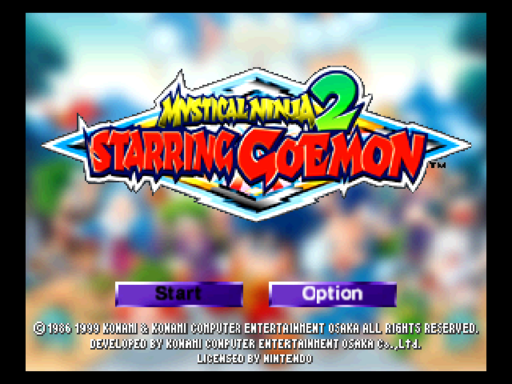 MYSTICAL NINJA 2
STARRING GOEMON™
Start Option
©1986 1999 KONAMI & KONAMI COMPUTER ENTERTAINMENT OSAKA ALL RIGHTS RESERVED.
DEVELOPED BY KONAMI COMPUTER ENTERTAINMENT OSAKA Co.,Ltd.
LICENSED BY NINTENDO